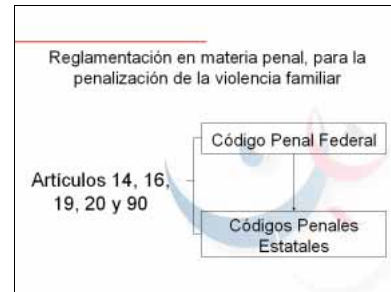 Reglamentación en materia penal, para la
penalización de la violencia familiar
Código Penal Federal
Artículos 14, 16,
19, 20 y 90
Códigos Penales
Estatales